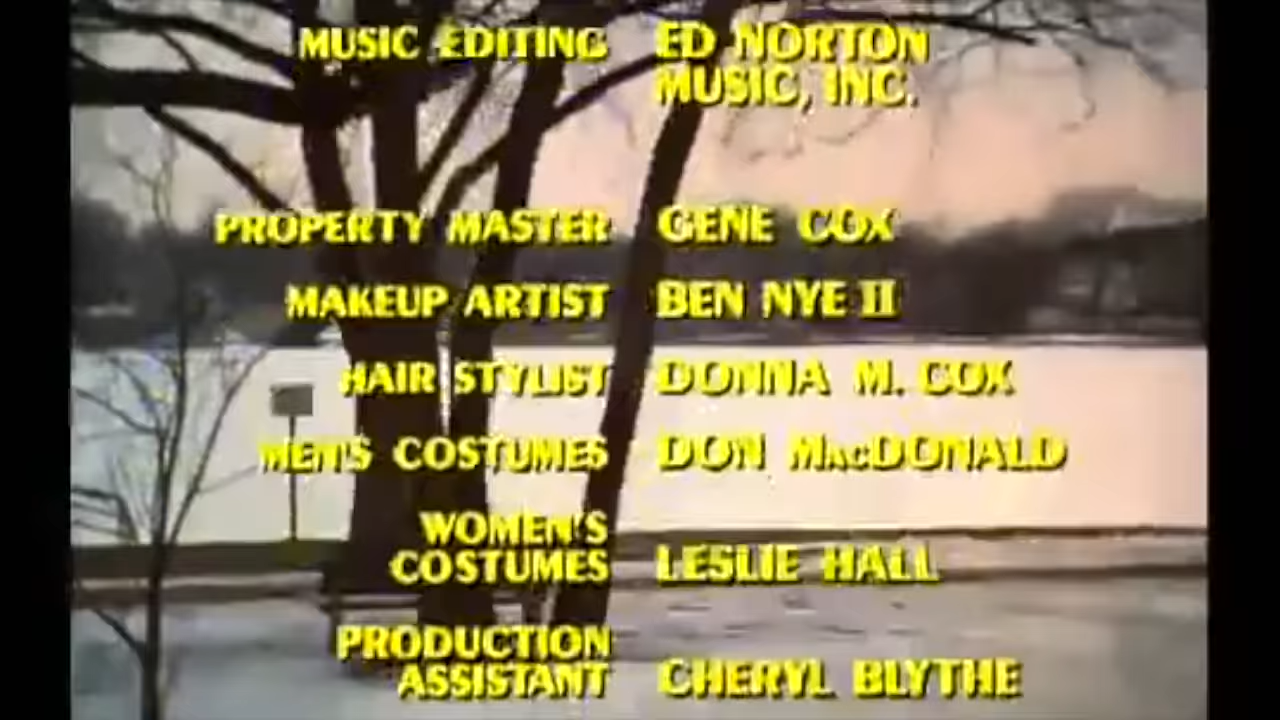 MUSIC EDITING ED NORTON
MUSIC, INC.
PROPERTY MASTER GENE COX
MAKEUP ARTIST BEN NYE II
HAIR STYLIST DONNA M. COX
MEN'S COSTUMES DON MacDONALD
WOMEN'S
COSTUMES LESLIE HALL
PRODUCTION
ASSISTANT CHERYL BLYTHE